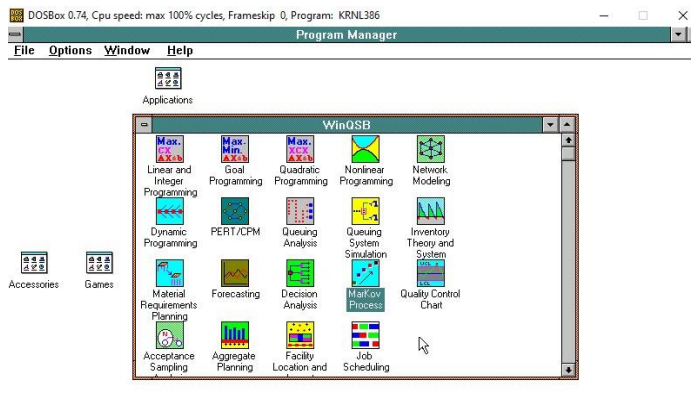 DOSBox 0.74, Cpu speed: max 100% cycles, Frameskip 0, Program: KRNL386
Program Manager
File Options Window Help
Applications
WinQSB
Max.
CX
AX≤b
Max.
Min.
AX≤b
Max.
XCX
AX≤b
Linear and
Integer
Programming
Goal
Programming
Quadratic
Programming
Nonlinear
Programming
Network
Modeling
Dynamic
Programming
PERT/CPM
Queuing
Analysis
Queuing
System
Simulation
Inventory
Theory and
System
Accessories
Games
Material
Requirements
Planning
Forecasting
Decision
Analysis
MarKov
Process
UCL
LCL
Quality Control
Chart
Acceptance
Sampling
Aggregate
Planning
Facility
Location and
Job
Scheduling